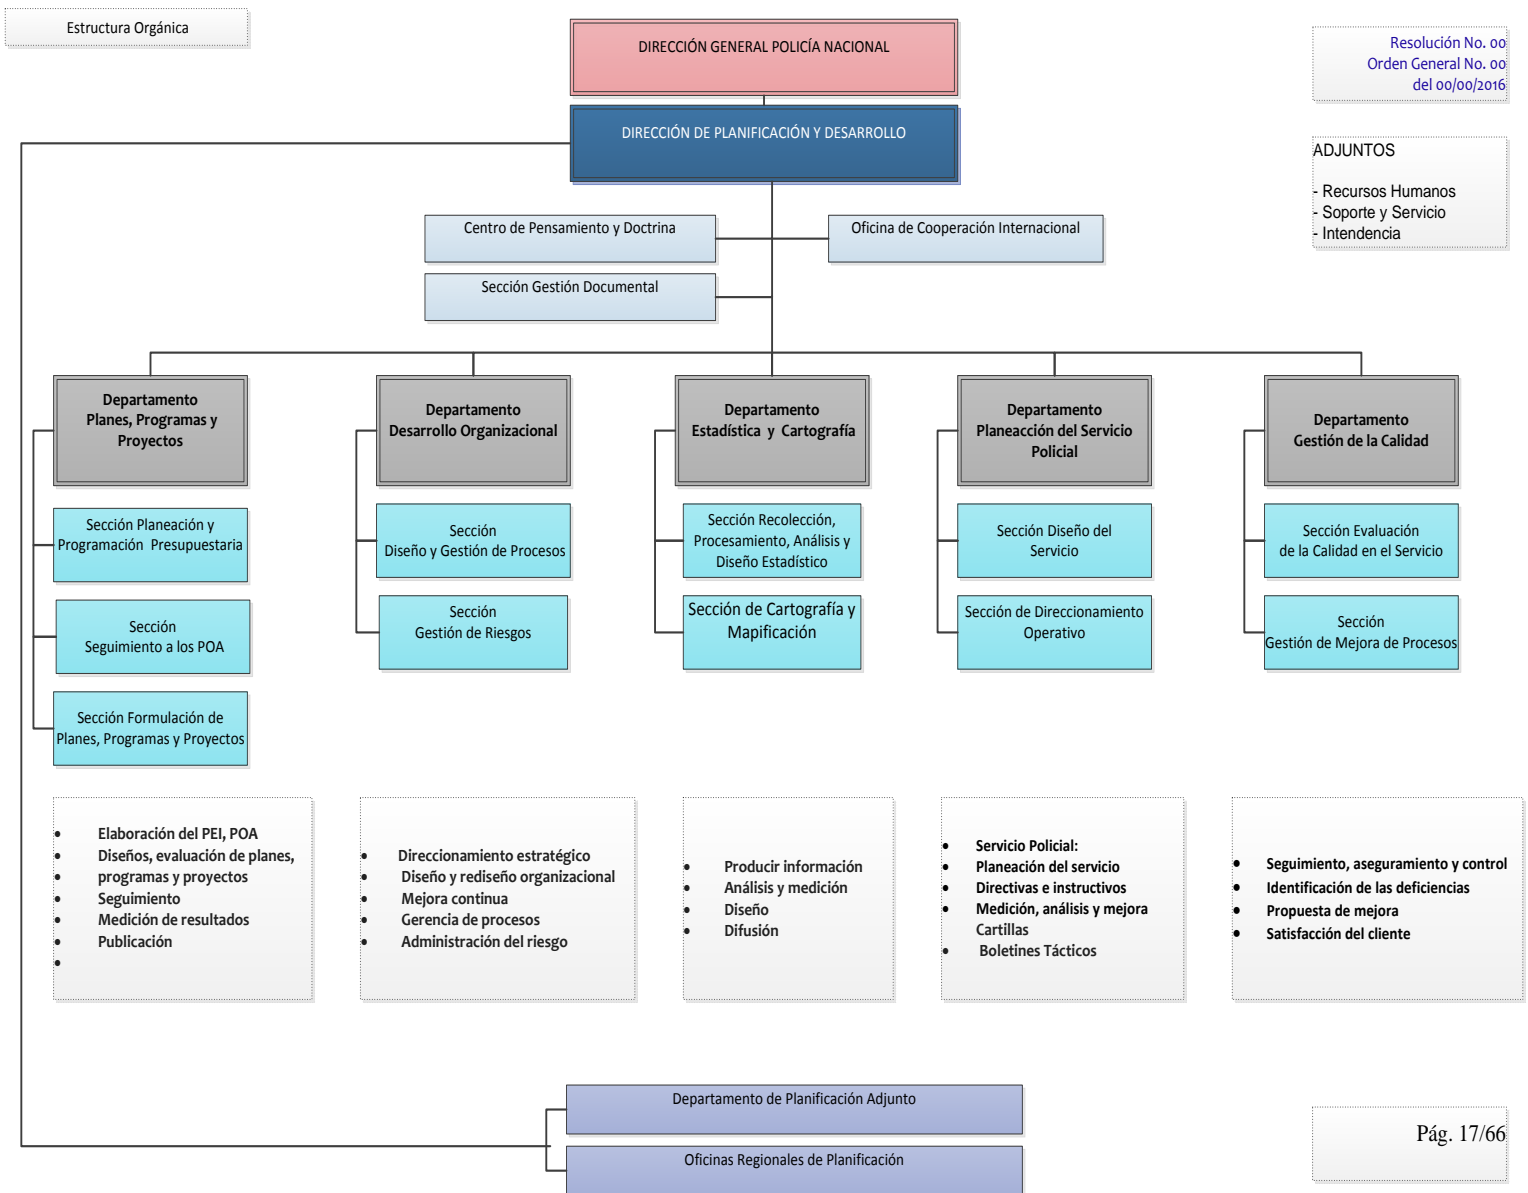 Estructura Orgánica
DIRECCIÓN GENERAL POLICÍA NACIONAL
Resolución No. 00
Orden General No. 00
del 00/00/2016
DIRECCIÓN DE PLANIFICACIÓN Y DESARROLLO
ADJUNTOS
- Recursos Humanos
- Soporte y Servicio
- Intendencia
Centro de Pensamiento y Doctrina
Oficina de Cooperación Internacional
Sección Gestión Documental
Departamento
Planes, Programas y
Proyectos
Departamento
Desarrollo Organizacional
Departamento
Estadística y Cartografía
Departamento
Planeacción del Servicio
Policial
Departamento
Gestión de la Calidad
Sección Planeación y
Programación Presupuestaria
Sección
Diseño y Gestión de Procesos
Sección Recolección,
Procesamiento, Análisis y
Diseño Estadístico
Sección Diseño del
Servicio
Sección Evaluación
de la Calidad en el Servicio
Sección
Seguimiento a los POA
Sección
Gestión de Riesgos
Sección de Cartografía y
Mapificación
Sección de Direccionamiento
Operativo
Sección
Gestión de Mejora de Procesos
Sección Formulación de
Planes, Programas y Proyectos
• Elaboración del PEI, POA
• Diseños, evaluación de planes,
• programas y proyectos
• Seguimiento
• Medición de resultados
• Publicación
•
• Direccionamiento estratégico
• Diseño y rediseño organizacional
• Mejora continua
• Gerencia de procesos
• Administración del riesgo
• Producir información
• Análisis y medición
• Diseño
• Difusión
• Servicio Policial:
• Planeación del servicio
• Directivas e instructivos
• Medición, análisis y mejora
Cartillas
• Boletines Tácticos
• Seguimiento, aseguramiento y control
• Identificación de las deficiencias
• Propuesta de mejora
• Satisfacción del cliente
Departamento de Planificación Adjunto
Oficinas Regionales de Planificación
Pág. 17/66